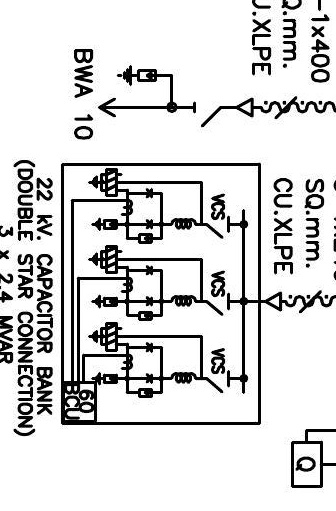 -1x400
Q.mm.
U.XLPE
SQ.mm.
CU.XLPE
BWA 10
VCS
VCS
VCS
60
Q
22 kV. CAPACITOR BANK
(DOUBLE STAR CONNECTION)
3 x 2.4 MVAR